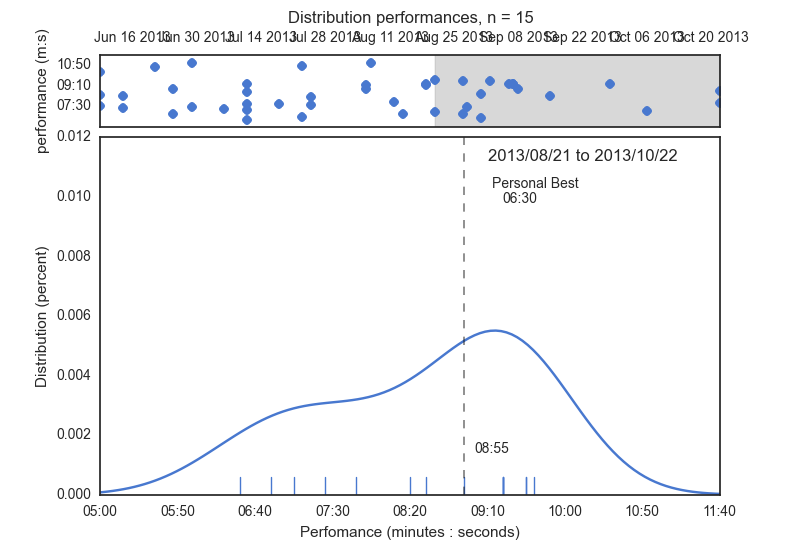 Distribution performances, n = 15
Jun 16 2013 Jun 30 2013 Jul 14 2013 Jul 28 2013 Aug 11 2013 Aug 25 2013 Sep 08 2013 Sep 22 2013 Oct 06 2013 Oct 20 2013
performance (m:s)
10:50
09:10
07:30
0.012
0.010
0.008
0.006
0.004
0.002
0.000
Distribution (percent)
2013/08/21 to 2013/10/22
Personal Best
06:30
08:55
05:00 05:50 06:40 07:30 08:20 09:10 10:00 10:50 11:40
Perfomance (minutes : seconds)